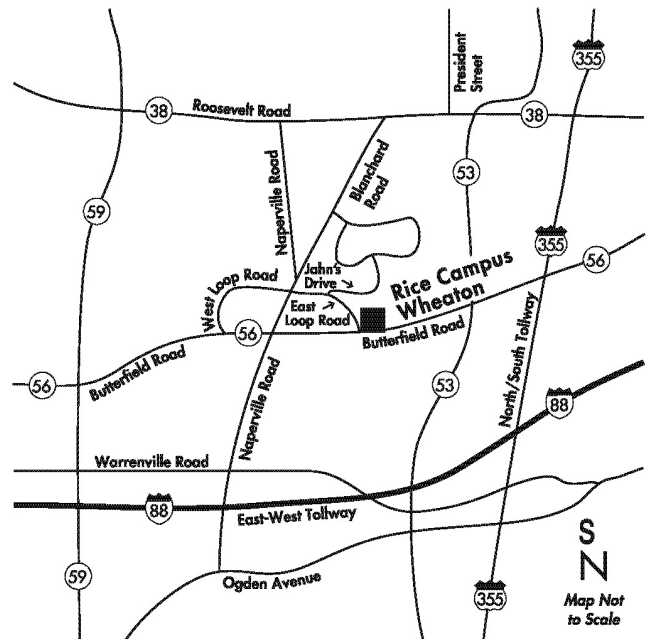 President
Street
355
38
Roosevelt Road
38
53
59
Naperville Road
Blanchard
Road
355
56
Jahn's
Drive
Rice Campus
Wheaton
West Loop Road
East
Loop Road
56
Butterfield Road
North/South Tollway
56
Butterfield Road
53
88
Naperville Road
Warrenville Road
88
East-West Tollway
S
N
59
Ogden Avenue
355
Map Not
to Scale